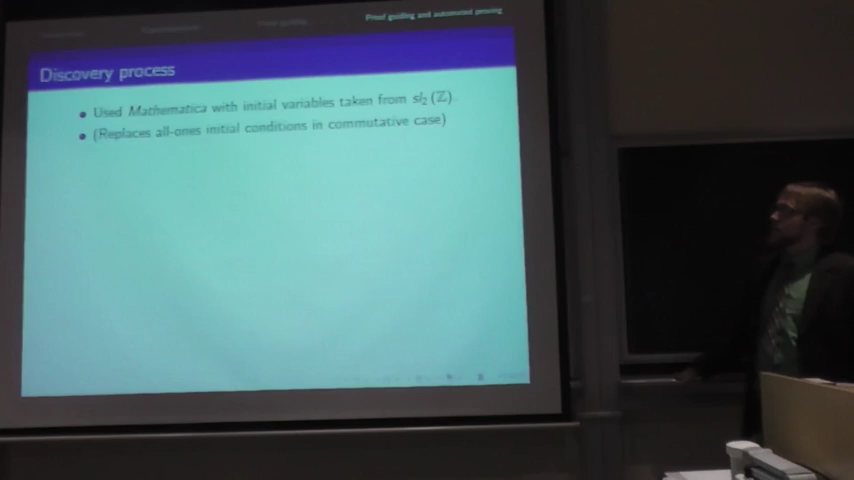 Proof guiding and automated proving
Discovery process
Used Mathematica with initial variables taken from sl₂(ℤ).
(Replaces all-ones initial conditions in commutative case)